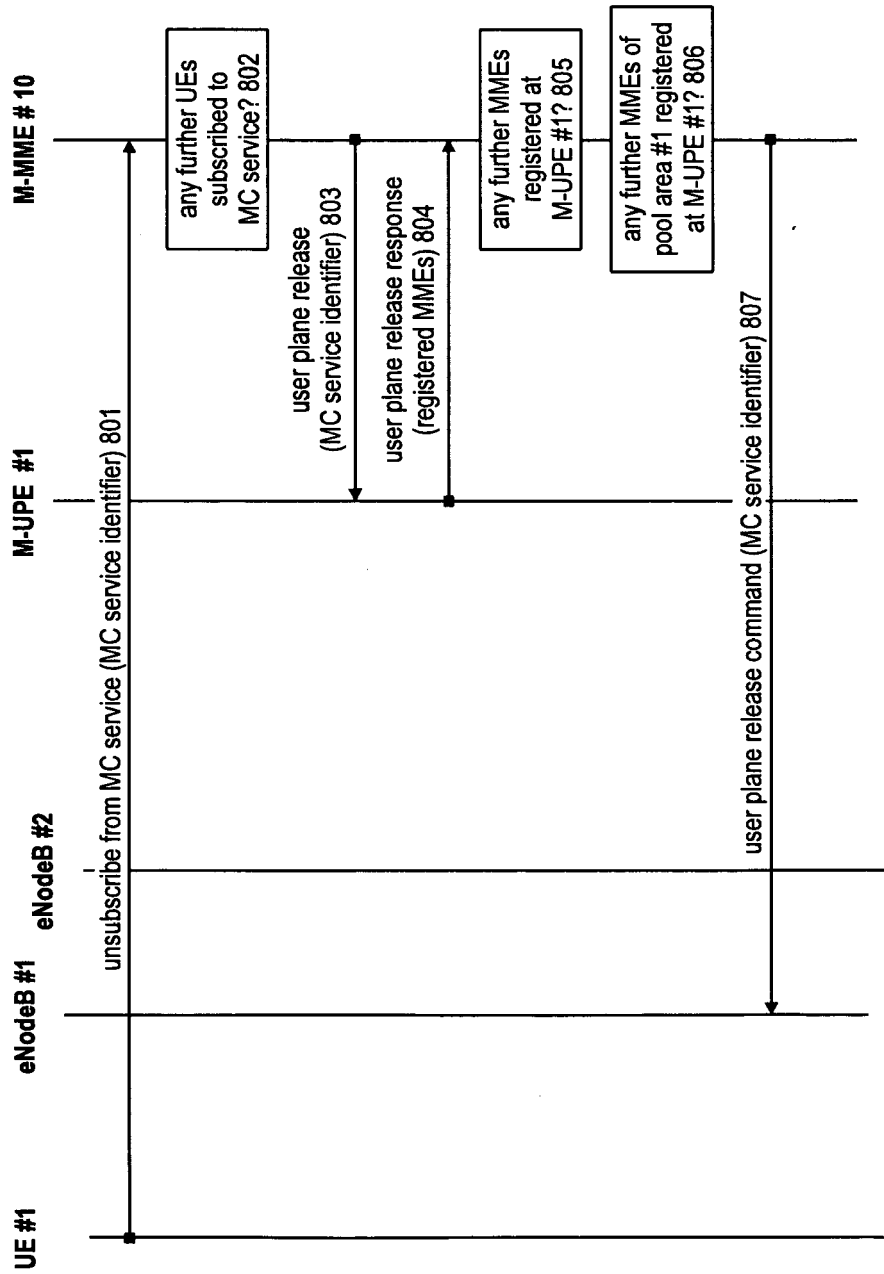 UE #1
eNodeB #1
eNodeB #2
M-UPE #1
M-MME # 10
unsubscribe from MC service (MC service identifier) 801
any further UEs
subscribed to
MC service? 802
user plane release
(MC service identifier) 803
user plane release response
(registered MMEs) 804
any further MMEs
registered at
M-UPE #1? 805
any further MMEs of
pool area #1 registered
at M-UPE #1? 806
user plane release command (MC service identifier) 807